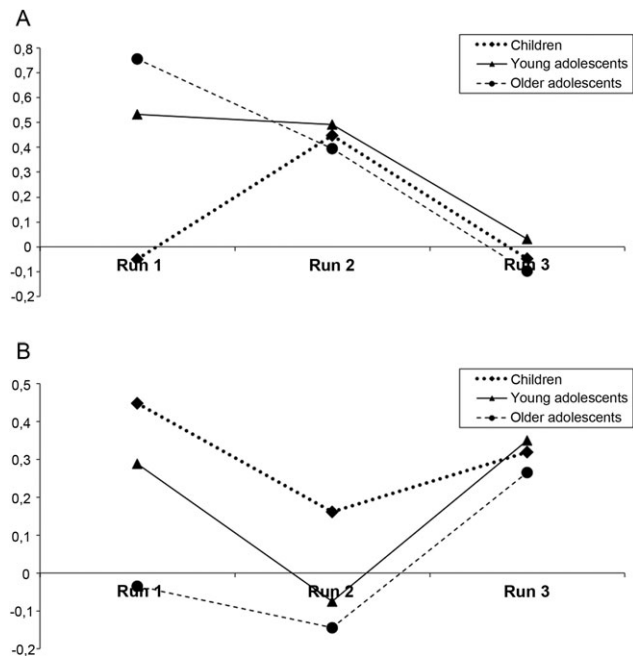 A
0,8
0,7
0,6
0,5
0,4
0,3
0,2
0,1
0
-0,1
-0,2
Children
Young adolescents
Older adolescents
Run 1
Run 2
Run 3
B
0,5
0,4
0,3
0,2
0,1
0
-0,1
-0,2
Children
Young adolescents
Older adolescents
Run 1
Run 2
Run 3